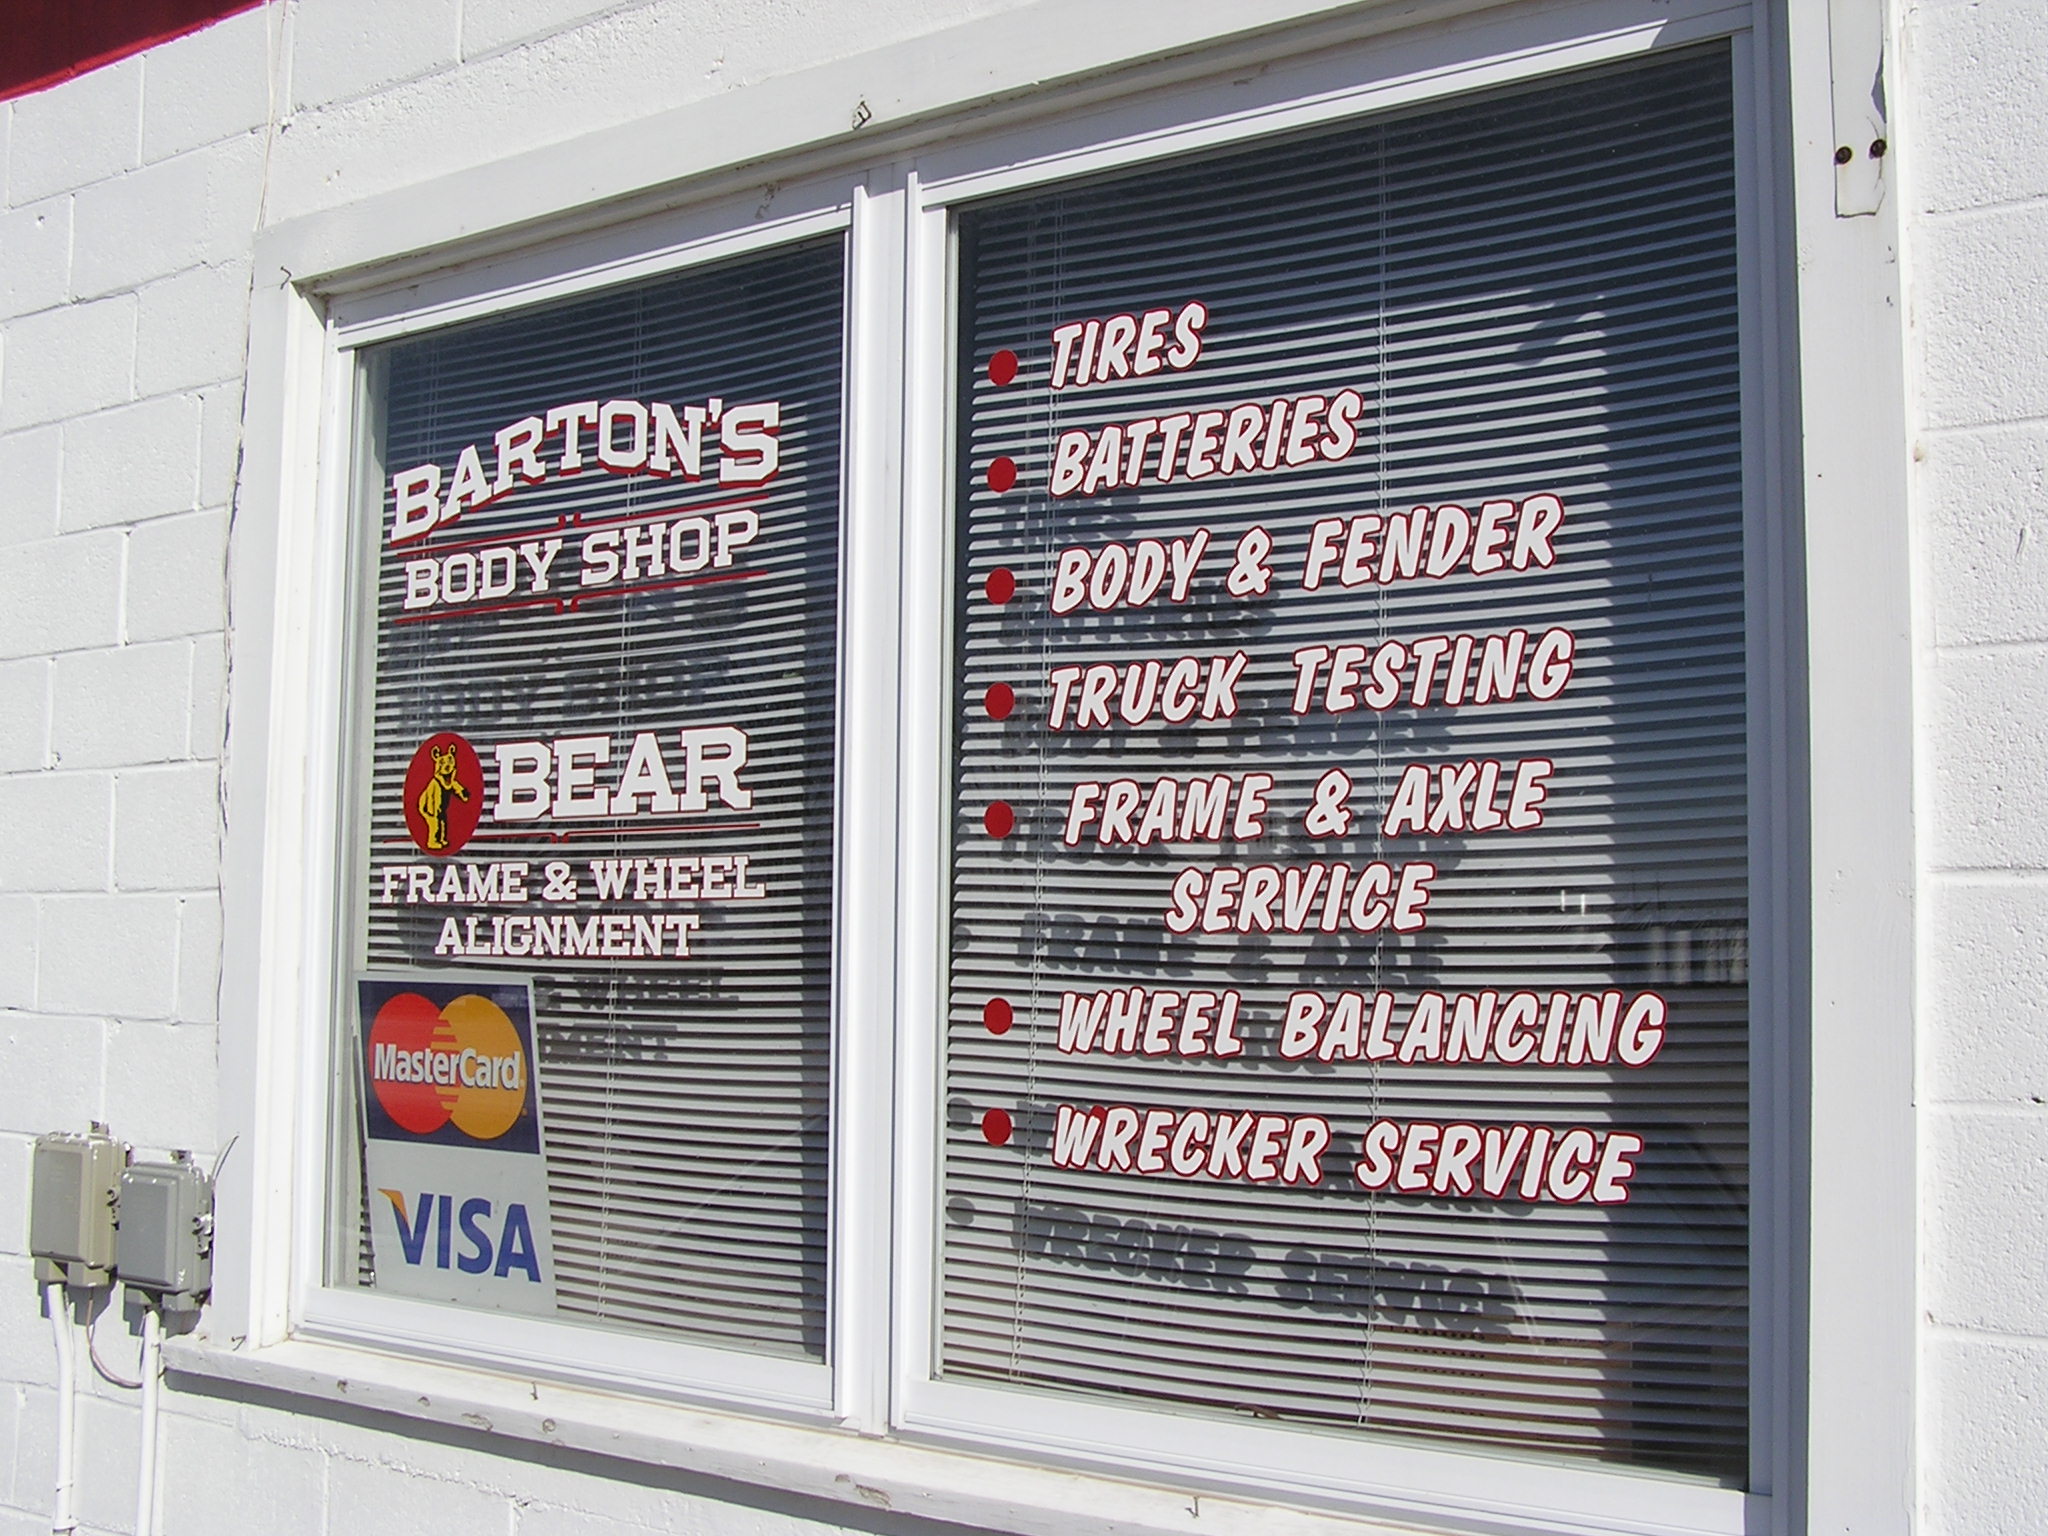 BARTON'S
BODY SHOP
BEAR
FRAME & WHEEL
ALIGNMENT
MasterCard
VISA
TIRES
BATTERIES
BODY & FENDER
TRUCK TESTING
FRAME & AXLE
SERVICE
WHEEL BALANCING
WRECKER SERVICE